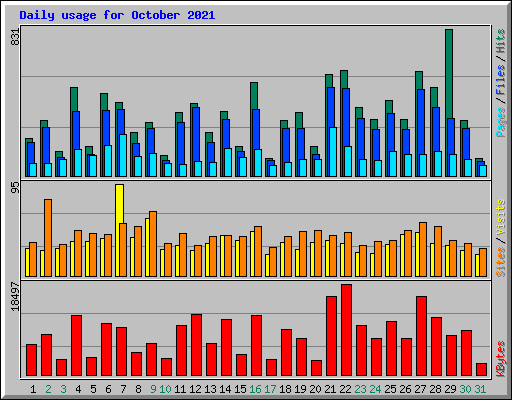 Daily usage for October 2021
831
Pages / Files / Hits
95
Sites / Visits
18497
KBytes
1 2 3 4 5 6 7 8 9 10 11 12 13 14 15 16 17 18 19 20 21 22 23 24 25 26 27 28 29 30 31